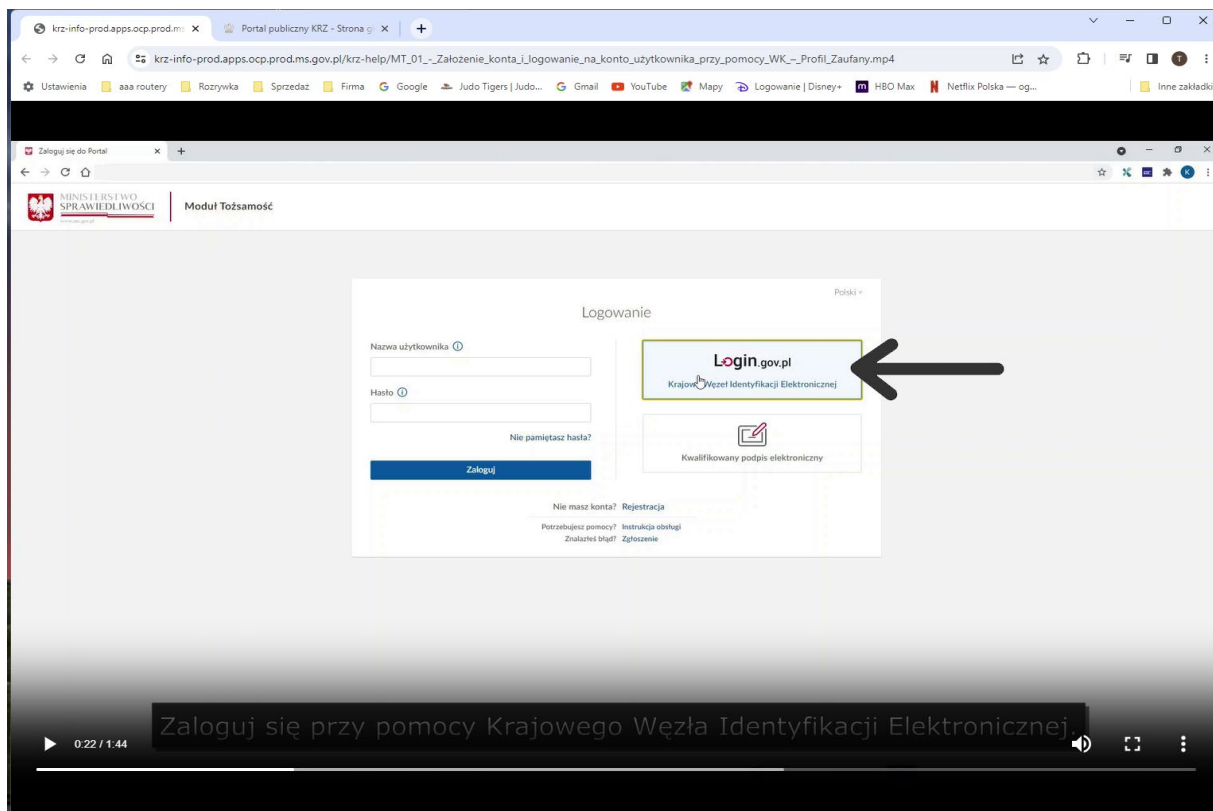 krz-info-prod.apps.ocp.prod.ms
Portal publiczny KRZ - Strona g
krz-info-prod.apps.ocp.prod.ms.gov.pl/krz-help/MT_01_-_Założenie_konta_i_logowanie_na_konto_użytkownika_przy_pomocy_WK_–_Profil_Zaufany.mp4
T
Ustawienia aaa routery Rozrywka Sprzedaż Firma Google Judo Tigers | Judo... Gmail YouTube Mapy Logowanie | Disney+ HBO Max Netflix Polska — og... Inne zakładki
Zaloguj się do Portal
K
MINISTERSTWO
SPRAWIEDLIWOŚCI
Moduł Tożsamość
Polski
Logowanie
Nazwa użytkownika
Hasło
Nie pamiętasz hasła?
Zaloguj
Login.gov.pl
Krajowy Węzeł Identyfikacji Elektronicznej
Kwalifikowany podpis elektroniczny
Nie masz konta? Rejestracja
Potrzebujesz pomocy? Instrukcja obsługi
Znalazłeś błąd? Zgłoszenie
Zaloguj się przy pomocy Krajowego Węzła Identyfikacji Elektronicznej.
0:22 / 1:44